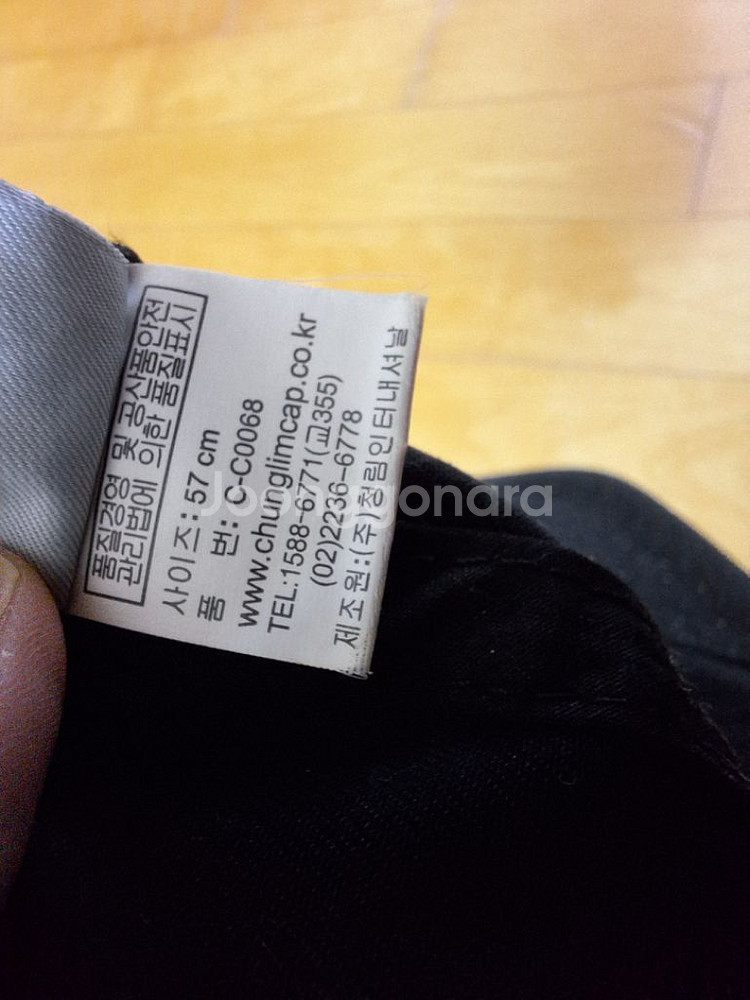 품질경영 및 공산품안전
관리법에 의한 품질표시
사이즈: 57 cm
품 번: C-C0068
www.chunglimcap.co.kr
TEL:1588-6771(교355)
(02)2236-6778
제조원:(주)청림인터내셔날
Joonggonara